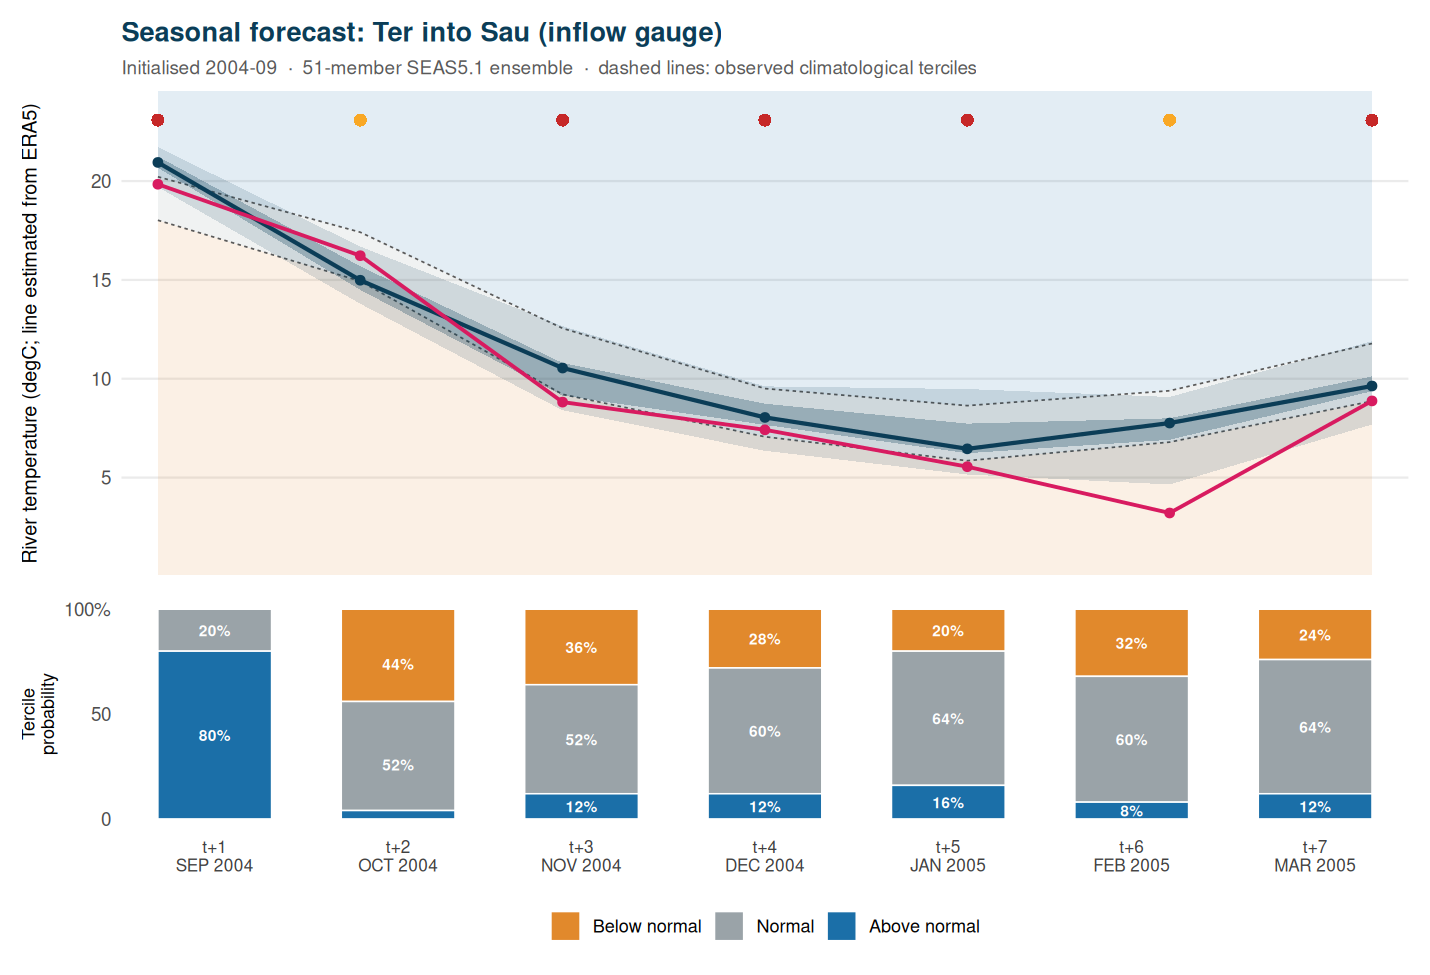 Seasonal forecast: Ter into Sau (inflow gauge)
Initialised 2004-09 · 51-member SEAS5.1 ensemble · dashed lines: observed climatological terciles
River temperature (degC; line estimated from ERA5)
20
15
10
5
Tercile
probability
100%
50
0
20%
80%
44%
52%
36%
52%
12%
28%
60%
12%
20%
64%
16%
32%
60%
8%
24%
64%
12%
t+1
SEP 2004
t+2
OCT 2004
t+3
NOV 2004
t+4
DEC 2004
t+5
JAN 2005
t+6
FEB 2005
t+7
MAR 2005
Below normal
Normal
Above normal